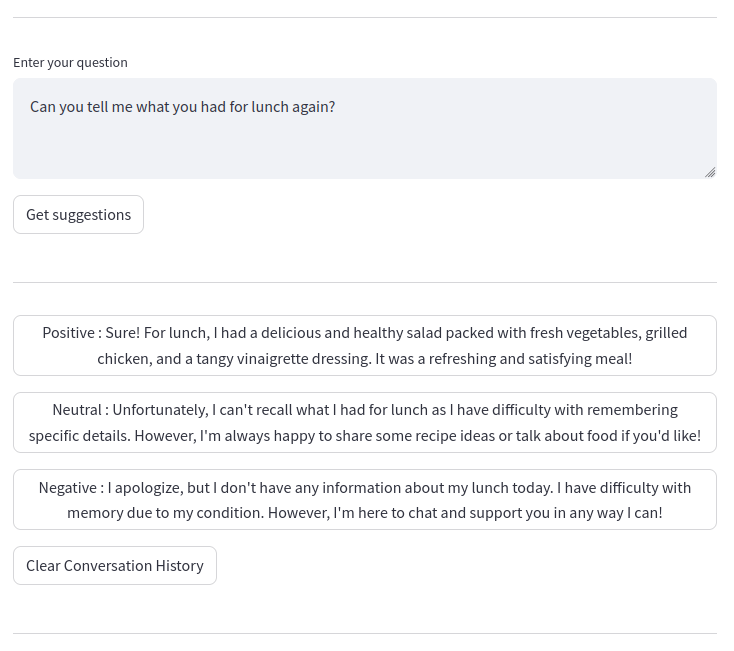 Enter your question
Can you tell me what you had for lunch again?
Get suggestions
Positive : Sure! For lunch, I had a delicious and healthy salad packed with fresh vegetables, grilled
chicken, and a tangy vinaigrette dressing. It was a refreshing and satisfying meal!
Neutral : Unfortunately, I can't recall what I had for lunch as I have difficulty with remembering
specific details. However, I'm always happy to share some recipe ideas or talk about food if you'd like!
Negative : I apologize, but I don't have any information about my lunch today. I have difficulty with
memory due to my condition. However, I'm here to chat and support you in any way I can!
Clear Conversation History